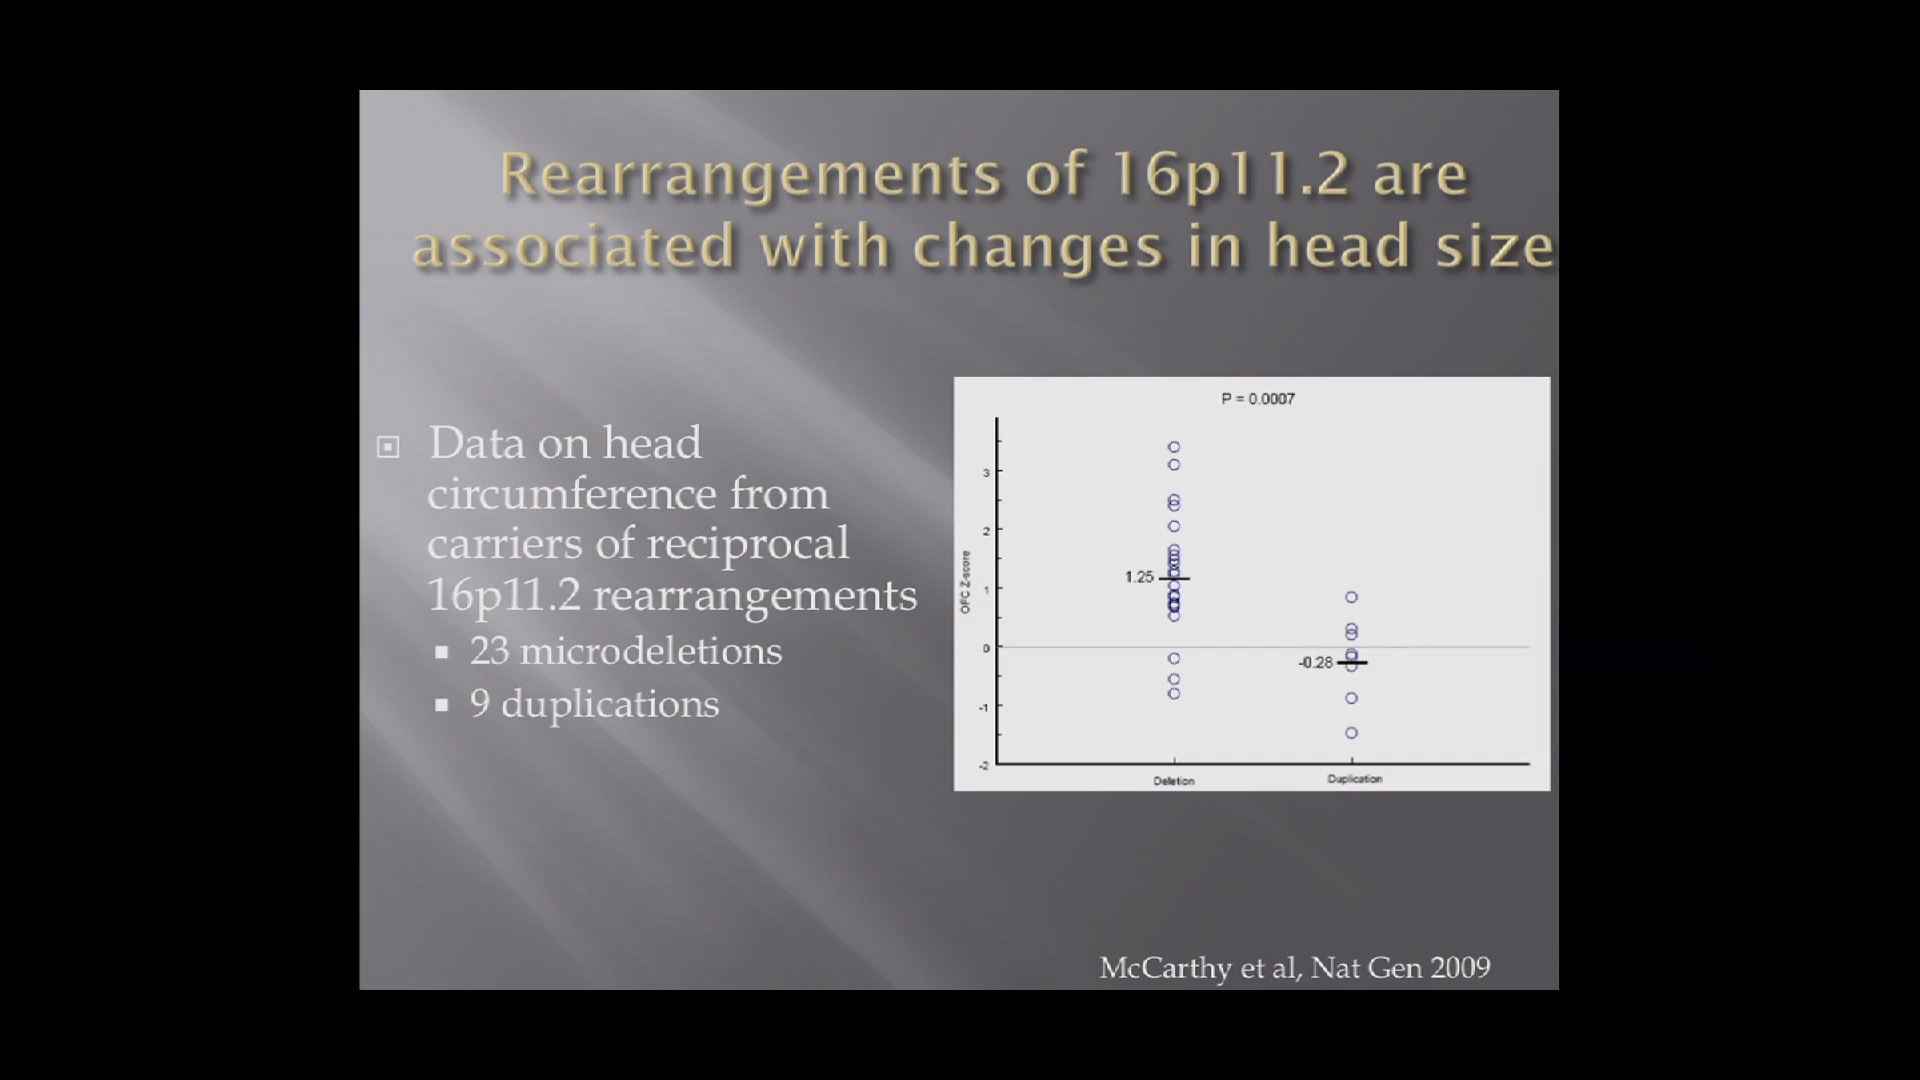 Rearrangements of 16p11.2 are
associated with changes in head size
Data on head
circumference from
carriers of reciprocal
16p11.2 rearrangements
23 microdeletions
9 duplications
P = 0.0007
OFC Z-score
3
2
1
0
-1
-2
1.25
-0.28
Deletion
Duplication
McCarthy et al, Nat Gen 2009